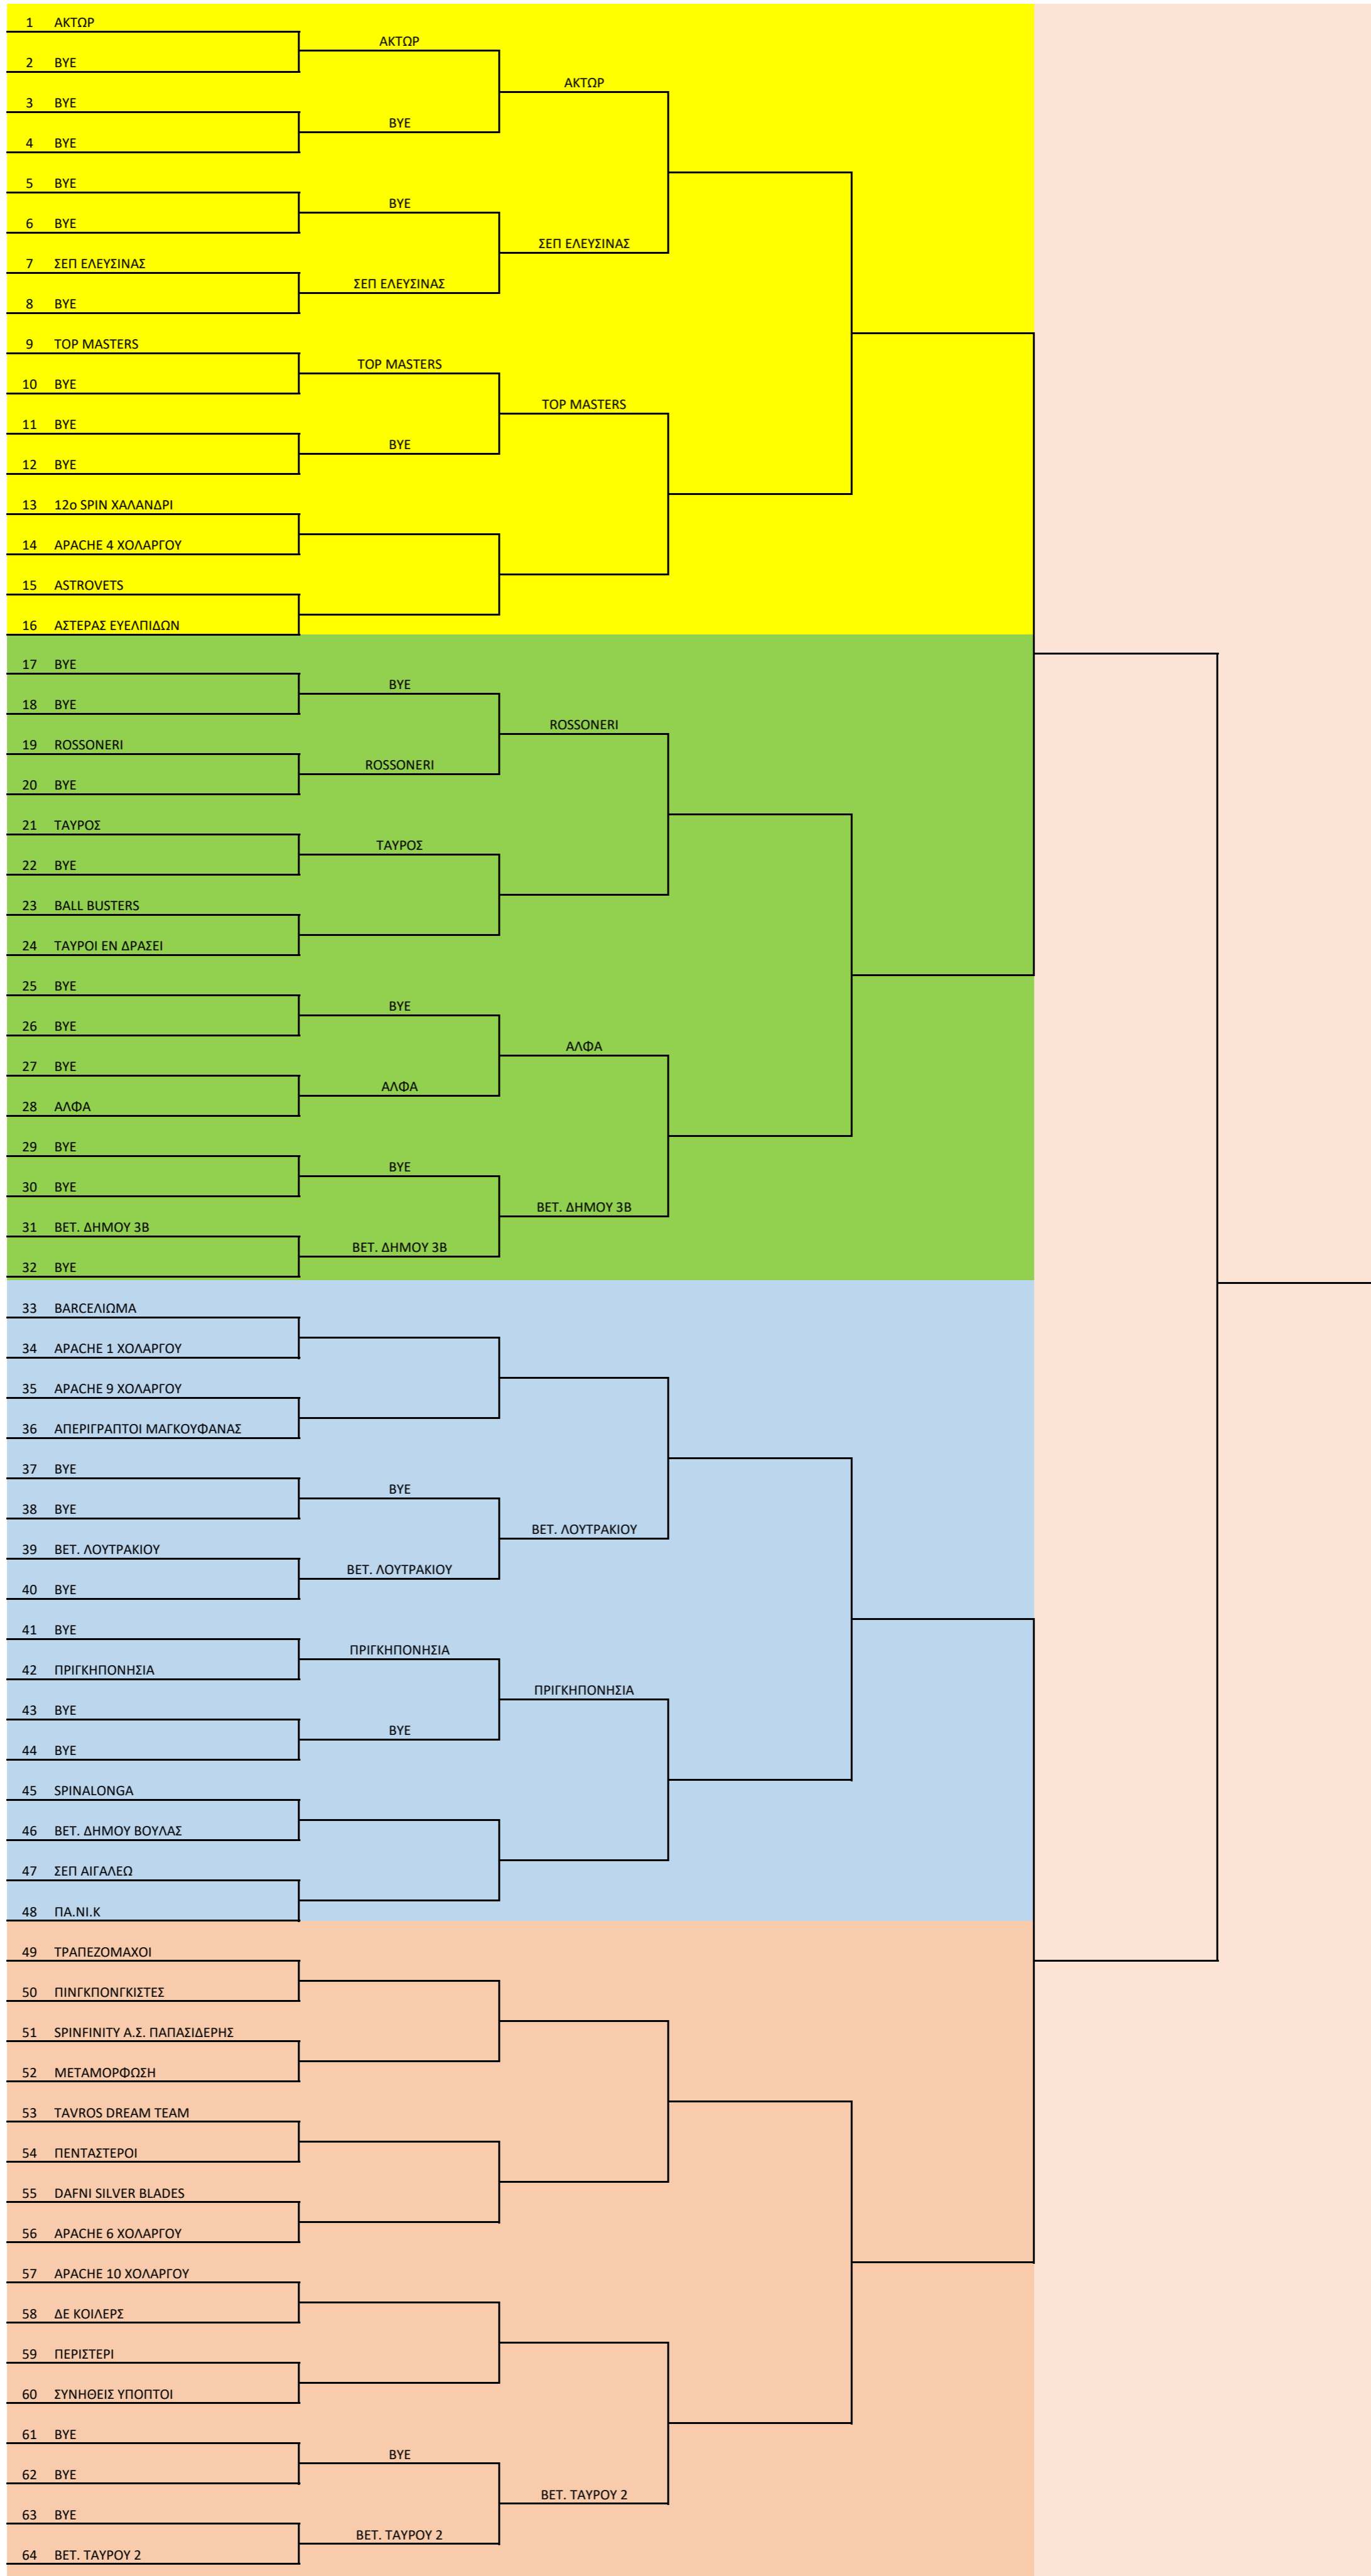 1 ΑΚΤΩΡ
ΑΚΤΩΡ
2 BYE
ΑΚΤΩΡ
3 BYE
BYE
4 BYE
5 BYE
BYE
6 BYE
ΣΕΠ ΕΛΕΥΣΙΝΑΣ
7 ΣΕΠ ΕΛΕΥΣΙΝΑΣ
ΣΕΠ ΕΛΕΥΣΙΝΑΣ
8 BYE
9 TOP MASTERS
TOP MASTERS
10 BYE
TOP MASTERS
11 BYE
BYE
12 BYE
13 12ο SPIN ΧΑΛΑΝΔΡΙ
14 APACHE 4 ΧΟΛΑΡΓΟΥ
15 ASTROVETS
16 ΑΣΤΕΡΑΣ ΕΥΕΛΠΙΔΩΝ
17 BYE
BYE
18 BYE
ROSSONERI
19 ROSSONERI
ROSSONERI
20 BYE
21 ΤΑΥΡΟΣ
ΤΑΥΡΟΣ
22 BYE
23 BALL BUSTERS
24 ΤΑΥΡΟΙ ΕΝ ΔΡΑΣΕΙ
25 BYE
BYE
26 BYE
ΑΛΦΑ
27 BYE
ΑΛΦΑ
28 ΑΛΦΑ
29 BYE
BYE
30 BYE
ΒΕΤ. ΔΗΜΟΥ 3Β
31 ΒΕΤ. ΔΗΜΟΥ 3Β
ΒΕΤ. ΔΗΜΟΥ 3Β
32 BYE
33 BARCEΛΙΩΜΑ
34 APACHE 1 ΧΟΛΑΡΓΟΥ
35 APACHE 9 ΧΟΛΑΡΓΟΥ
36 ΑΠΕΡΙΓΡΑΠΤΟΙ ΜΑΓΚΟΥΦΑΝΑΣ
37 BYE
BYE
38 BYE
ΒΕΤ. ΛΟΥΤΡΑΚΙΟΥ
39 ΒΕΤ. ΛΟΥΤΡΑΚΙΟΥ
ΒΕΤ. ΛΟΥΤΡΑΚΙΟΥ
40 BYE
41 BYE
ΠΡΙΓΚΗΠΟΝΗΣΙΑ
42 ΠΡΙΓΚΗΠΟΝΗΣΙΑ
ΠΡΙΓΚΗΠΟΝΗΣΙΑ
43 BYE
BYE
44 BYE
45 SPINALONGA
46 ΒΕΤ. ΔΗΜΟΥ ΒΟΥΛΑΣ
47 ΣΕΠ ΑΙΓΑΛΕΩ
48 ΠΑ.ΝΙ.Κ
49 ΤΡΑΠΕΖΟΜΑΧΟΙ
50 ΠΙΝΓΚΠΟΝΓΚΙΣΤΕΣ
51 SPINFINITY Α.Σ. ΠΑΠΑΣΙΔΕΡΗΣ
52 ΜΕΤΑΜΟΡΦΩΣΗ
53 TAVROS DREAM TEAM
54 ΠΕΝΤΑΣΤΕΡΟΙ
55 DAFNI SILVER BLADES
56 APACHE 6 ΧΟΛΑΡΓΟΥ
57 APACHE 10 ΧΟΛΑΡΓΟΥ
58 ΔΕ ΚΟΙΛΕΡΣ
59 ΠΕΡΙΣΤΕΡΙ
60 ΣΥΝΗΘΕΙΣ ΥΠΟΠΤΟΙ
61 BYE
BYE
62 BYE
ΒΕΤ. ΤΑΥΡΟΥ 2
63 BYE
ΒΕΤ. ΤΑΥΡΟΥ 2
64 ΒΕΤ. ΤΑΥΡΟΥ 2